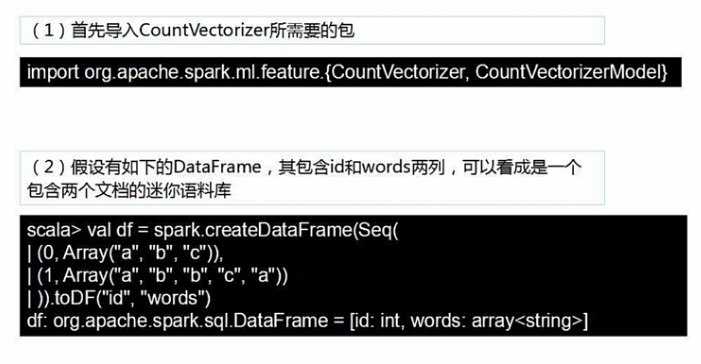 （1）首先导入CountVectorizer所需要的包
import org.apache.spark.ml.feature.{CountVectorizer, CountVectorizerModel}
（2）假设有如下的DataFrame，其包含id和words两列，可以看成是一个
包含两个文档的迷你语料库
scala> val df = spark.createDataFrame(Seq(
| (0, Array("a", "b", "c")),
| (1, Array("a", "b", "b", "c", "a"))
| )).toDF("id", "words")
df: org.apache.spark.sql.DataFrame = [id: int, words: array<string>]